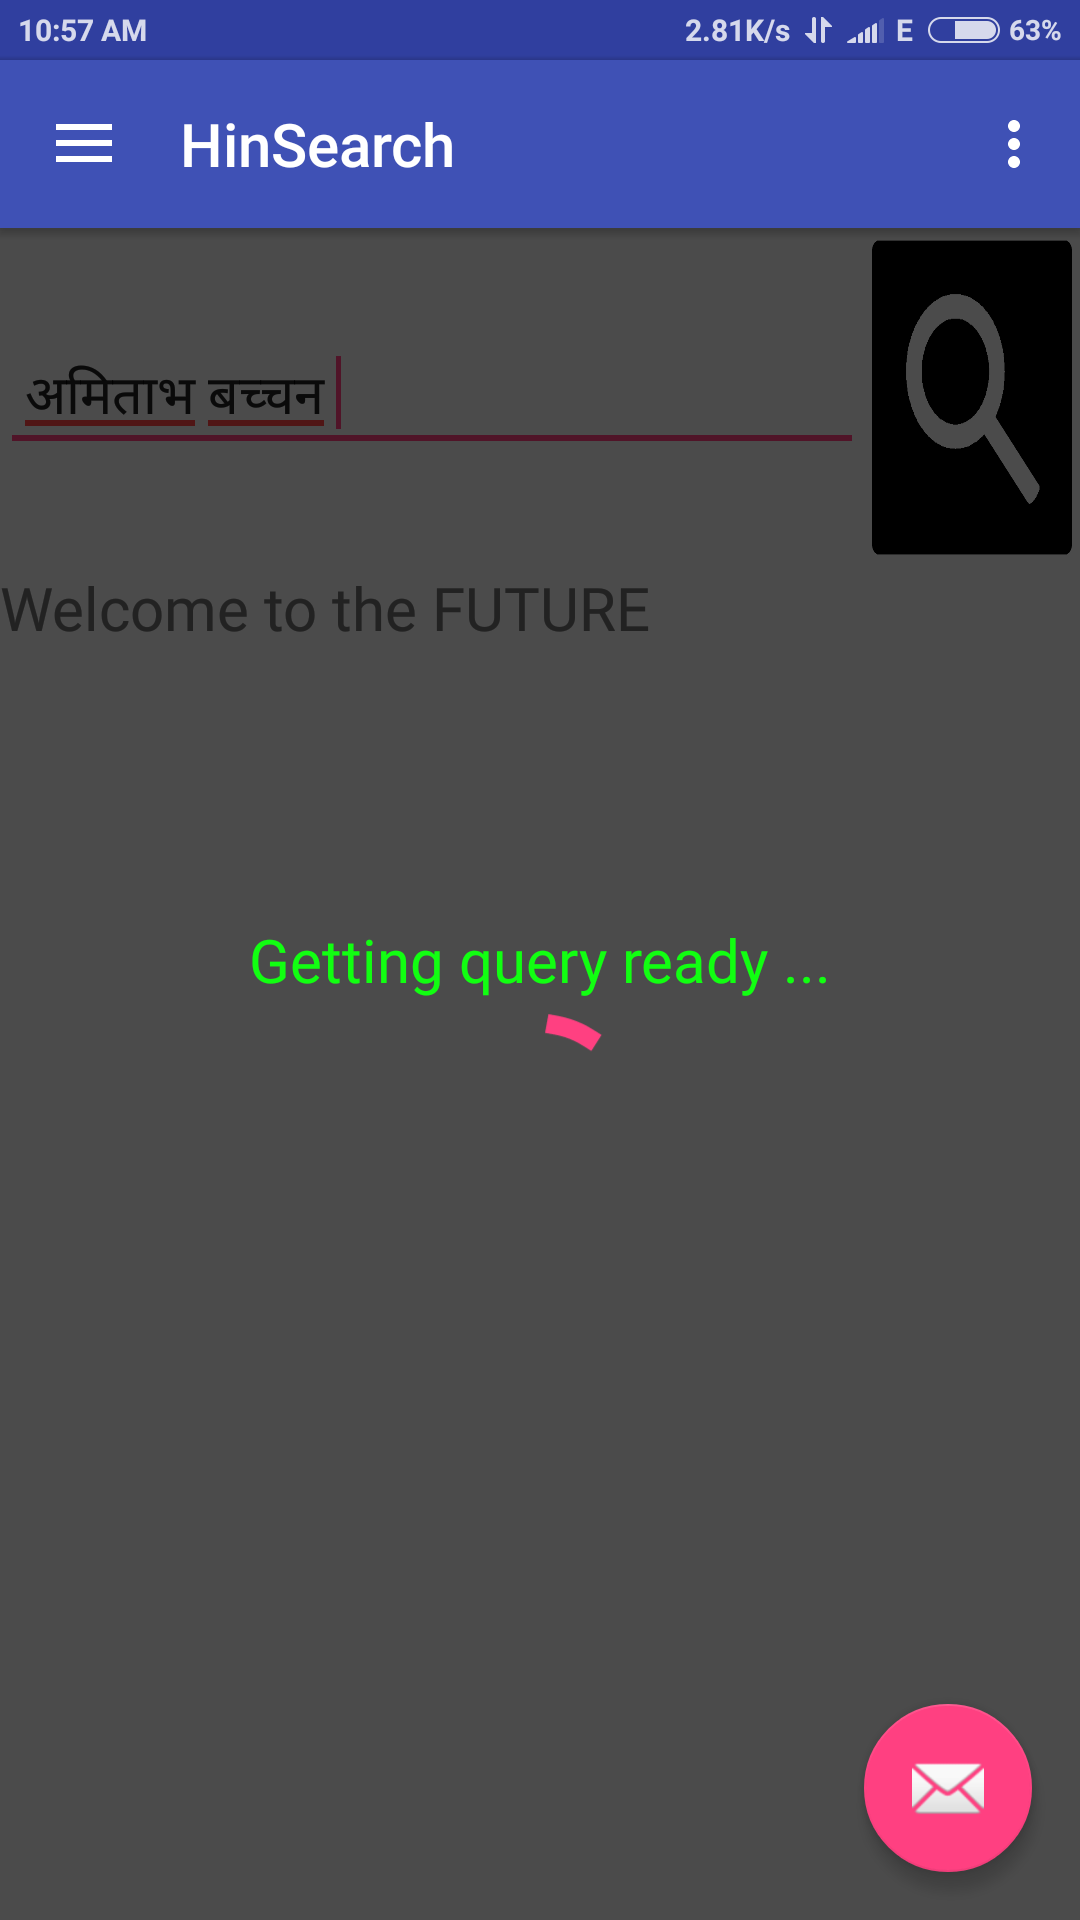 10:57 AM 2.81K/s E 63%
HinSearch
अमिताभ बच्चन
Welcome to the FUTURE
Getting query ready ...